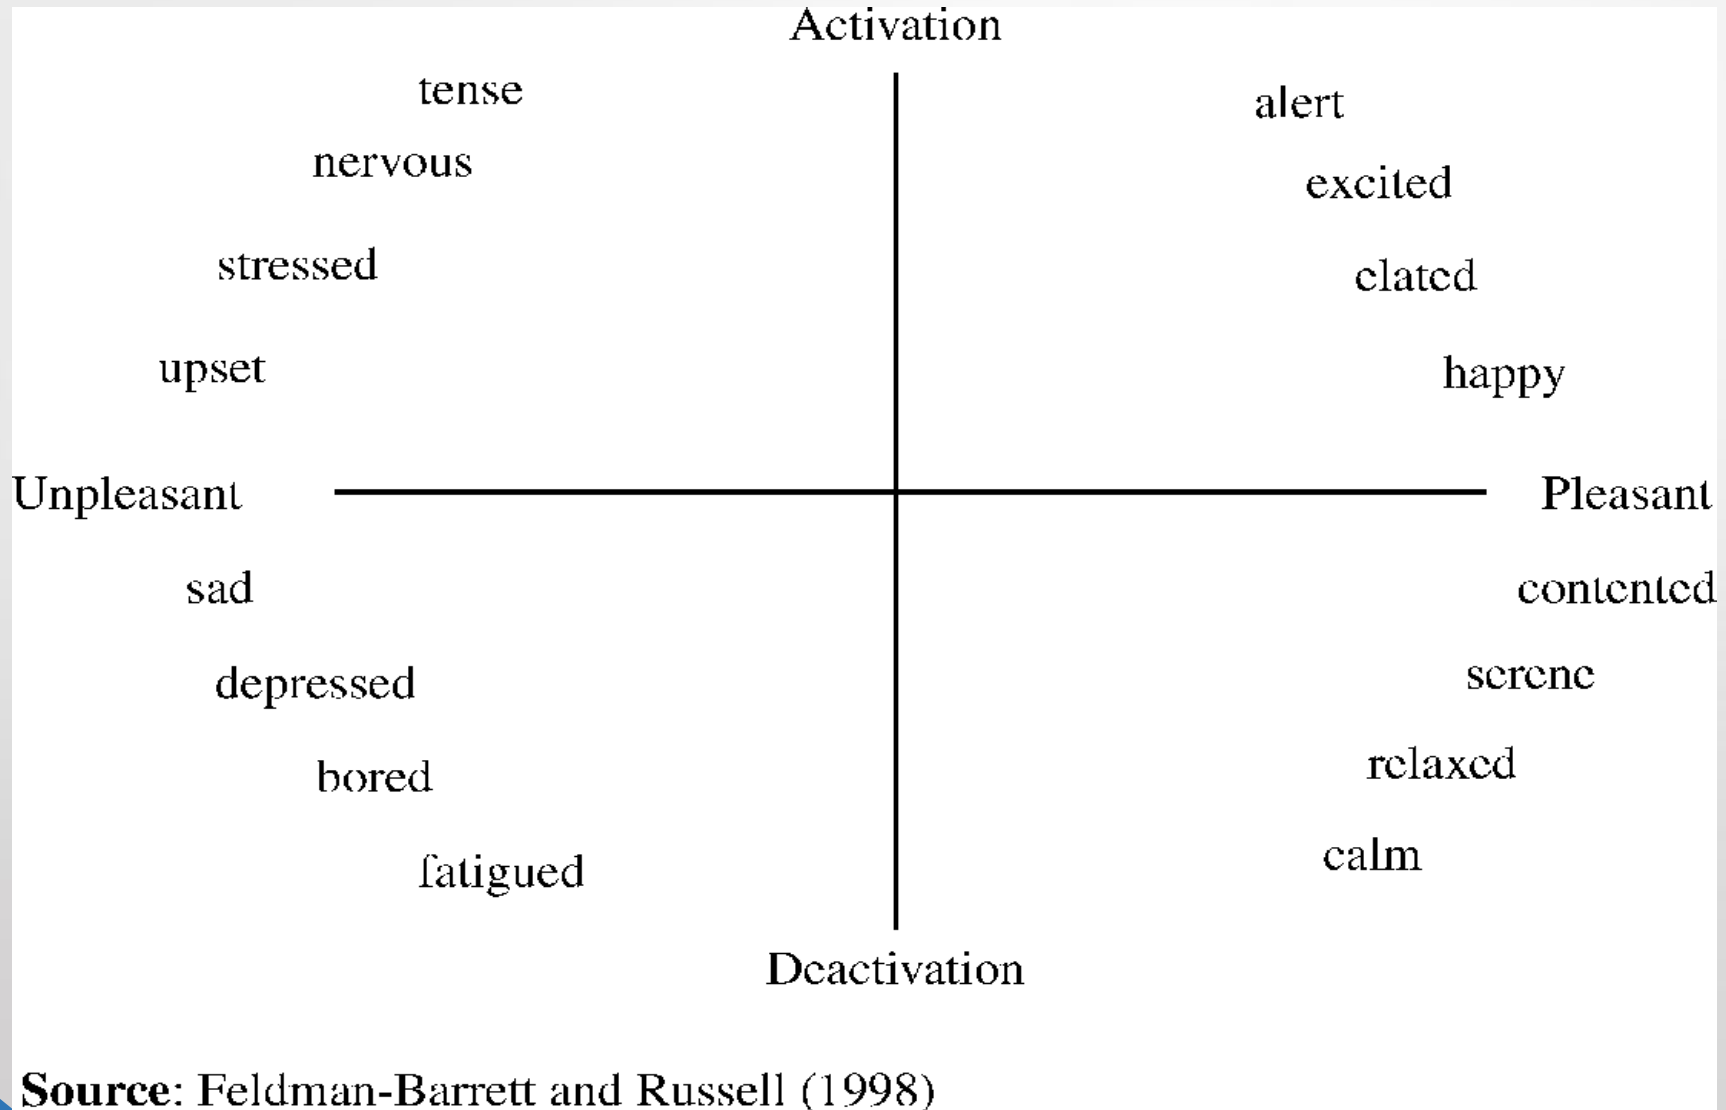 Activation
tense
alert
nervous
excited
stressed
elated
upset
happy
Unpleasant
Pleasant
sad
contented
depressed
serene
bored
relaxed
fatigued
calm
Deactivation
Source: Feldman-Barrett and Russell (1998)